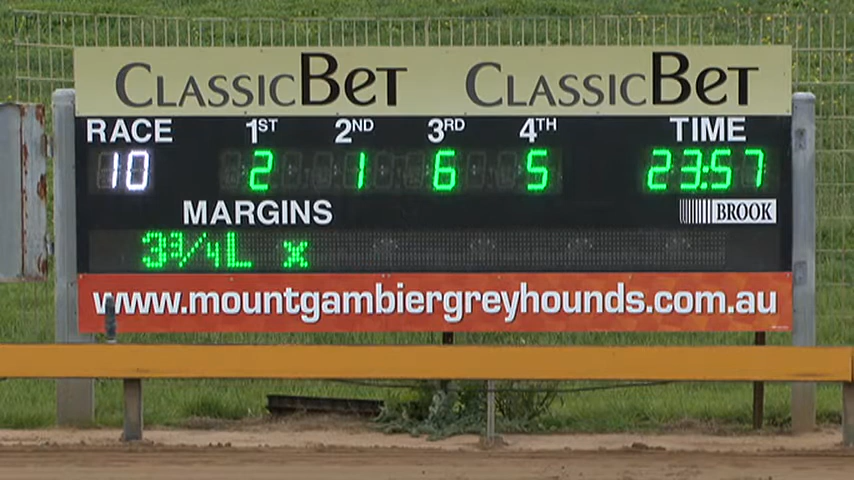 CLASSICBET CLASSICBET
RACE 1ST 2ND 3RD 4TH TIME
10 2 1 6 5 23:57
MARGINS BROOK
3¾L x
www.mountgambiergreyhounds.com.au